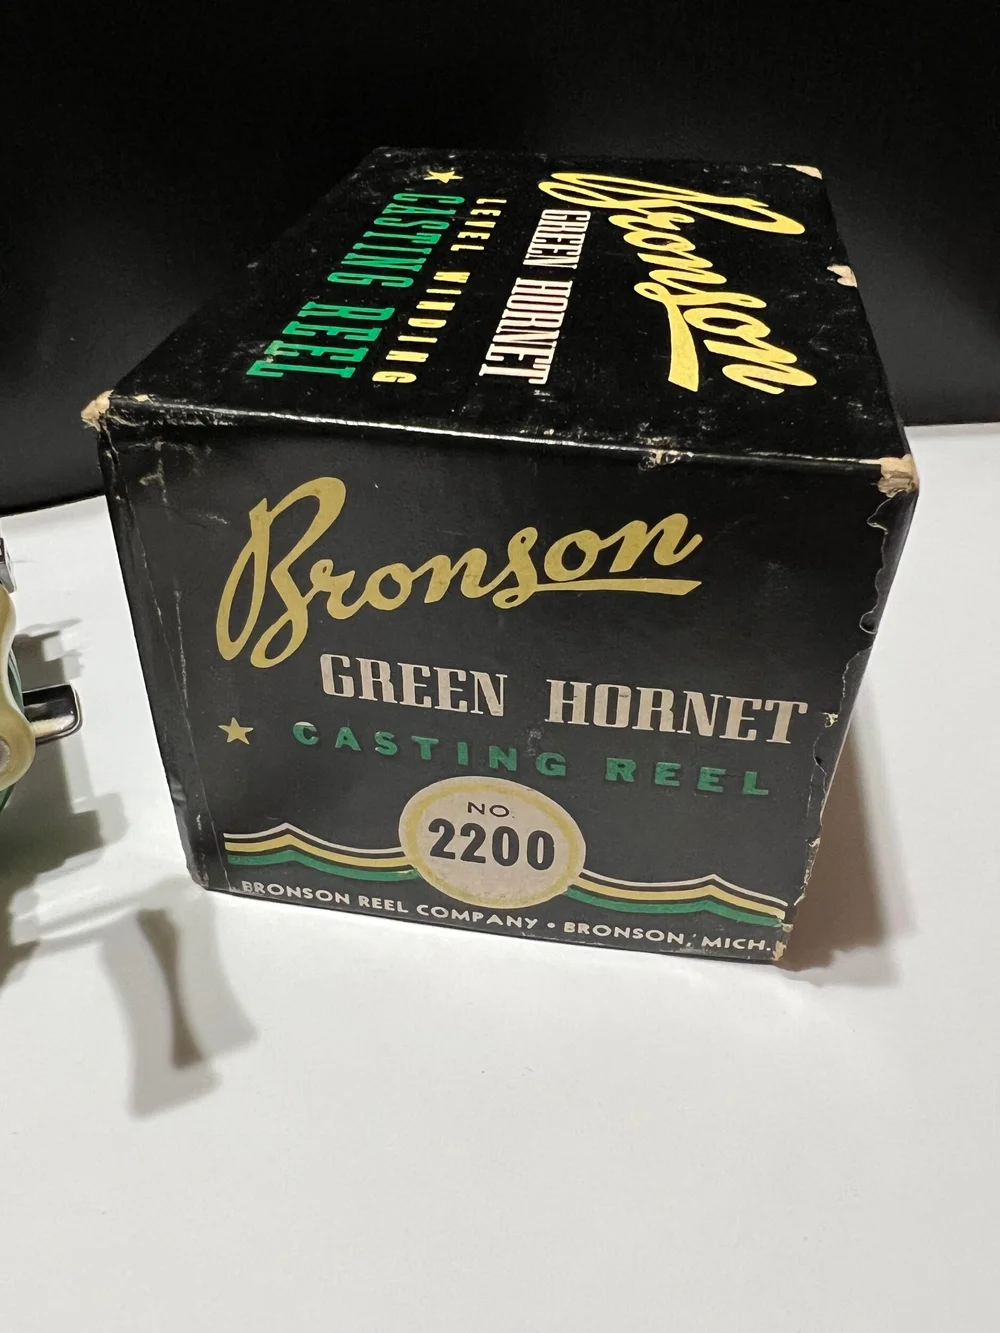 Bronson
GREEN HORNET
LEVEL WINDING
CASTING REEL
Bronson
GREEN HORNET
CASTING REEL
NO.
2200
BRONSON REEL COMPANY • BRONSON, MICH.